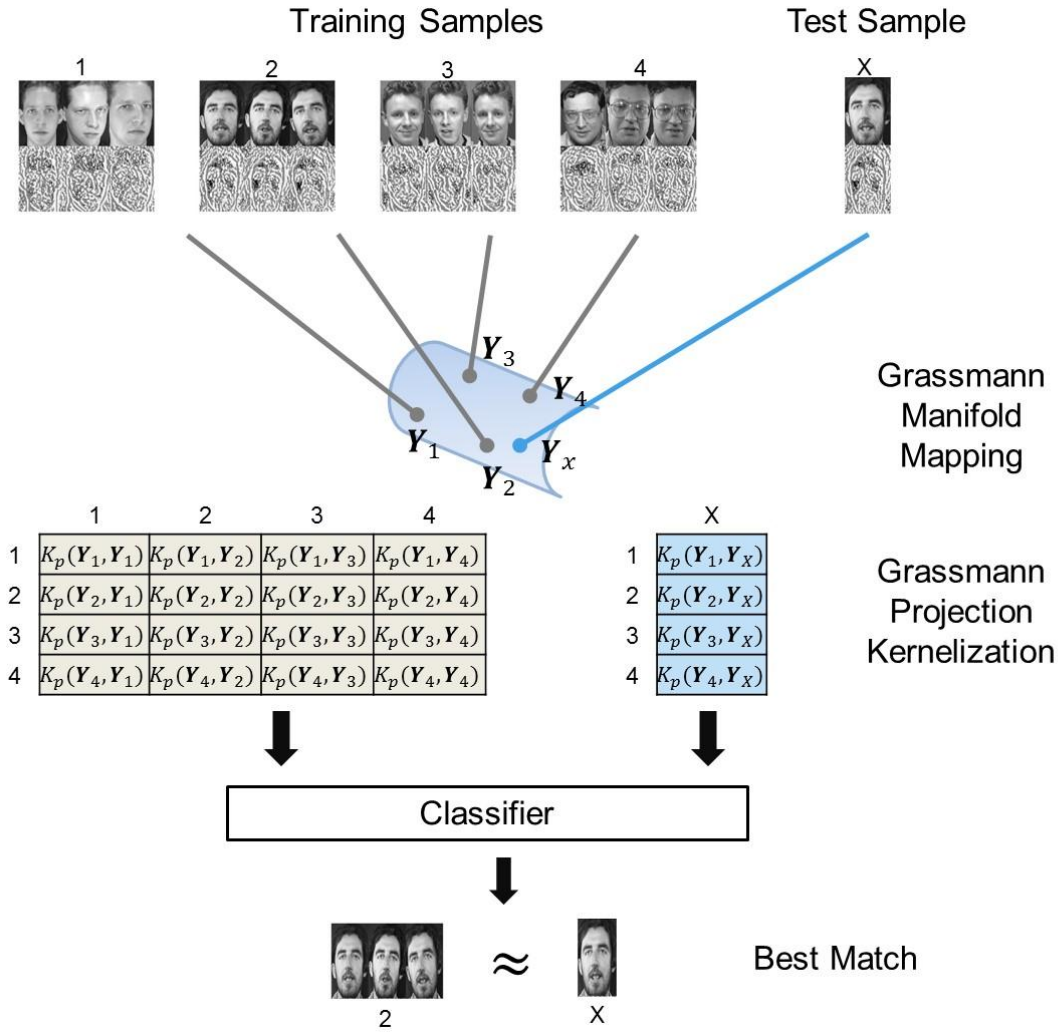 Training Samples
Test Sample
1 2 3 4 X
Y₃
Y₄
Y₁
Y₂
Yₓ
Grassmann
Manifold
Mapping
1 2 3 4 X
1 Kₚ(Y₁,Y₁) Kₚ(Y₁,Y₂) Kₚ(Y₁,Y₃) Kₚ(Y₁,Y₄) 1 Kₚ(Y₁,Y_X)
2 Kₚ(Y₂,Y₁) Kₚ(Y₂,Y₂) Kₚ(Y₂,Y₃) Kₚ(Y₂,Y₄) 2 Kₚ(Y₂,Y_X)
3 Kₚ(Y₃,Y₁) Kₚ(Y₃,Y₂) Kₚ(Y₃,Y₃) Kₚ(Y₃,Y₄) 3 Kₚ(Y₃,Y_X)
4 Kₚ(Y₄,Y₁) Kₚ(Y₄,Y₂) Kₚ(Y₄,Y₃) Kₚ(Y₄,Y₄) 4 Kₚ(Y₄,Y_X)
Grassmann
Projection
Kernelization
Classifier
≈
2 X
Best Match